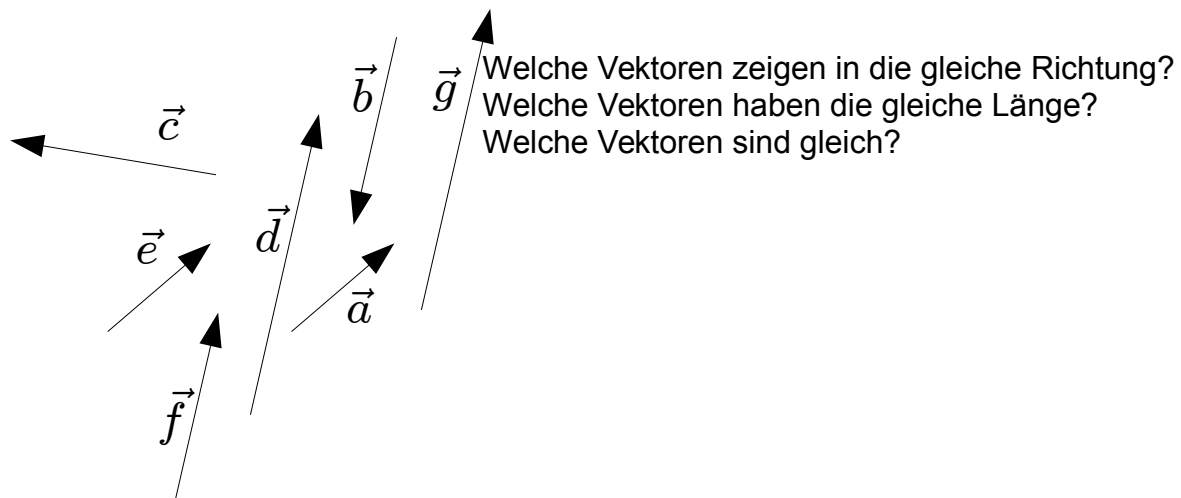 Welche Vektoren zeigen in die gleiche Richtung?
Welche Vektoren haben die gleiche Länge?
Welche Vektoren sind gleich?
b⃗
g⃗
c⃗
d⃗
e⃗
a⃗
f⃗